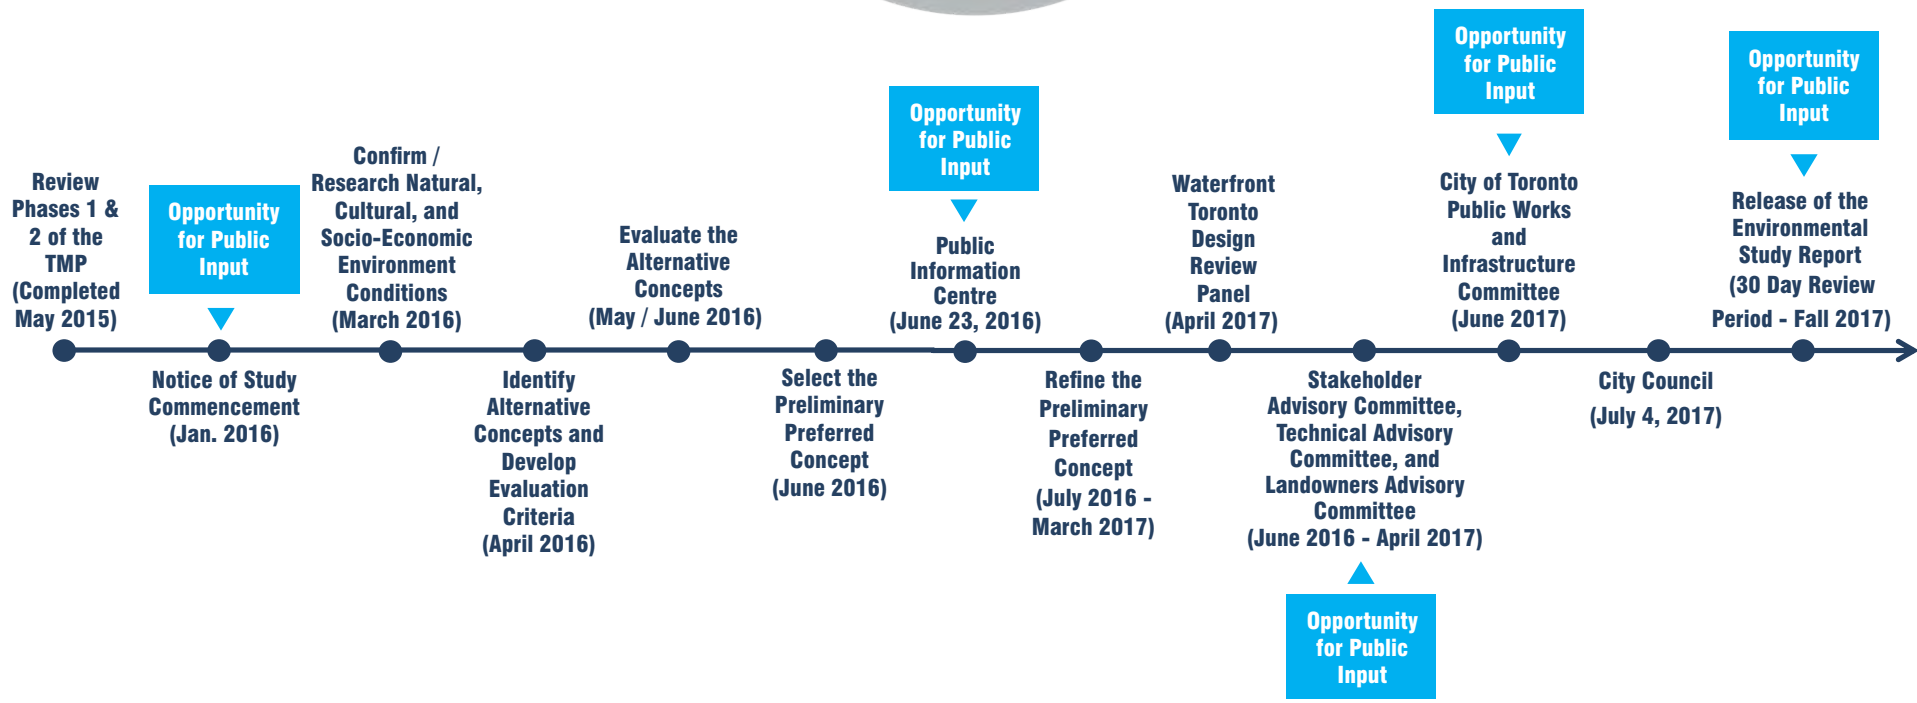 Review
Phases 1 &
2 of the
TMP
(Completed
May 2015)
Opportunity
for Public
Input
Notice of Study
Commencement
(Jan. 2016)
Confirm /
Research Natural,
Cultural, and
Socio-Economic
Environment
Conditions
(March 2016)
Identify
Alternative
Concepts and
Develop
Evaluation
Criteria
(April 2016)
Evaluate the
Alternative
Concepts
(May / June 2016)
Select the
Preliminary
Preferred
Concept
(June 2016)
Opportunity
for Public
Input
Public
Information
Centre
(June 23, 2016)
Refine the
Preliminary
Preferred
Concept
(July 2016 -
March 2017)
Waterfront
Toronto
Design
Review
Panel
(April 2017)
Stakeholder
Advisory Committee,
Technical Advisory
Committee, and
Landowners Advisory
Committee
(June 2016 - April 2017)
Opportunity
for Public
Input
Opportunity
for Public
Input
City of Toronto
Public Works
and
Infrastructure
Committee
(June 2017)
City Council
(July 4, 2017)
Opportunity
for Public
Input
Release of the
Environmental
Study Report
(30 Day Review
Period - Fall 2017)